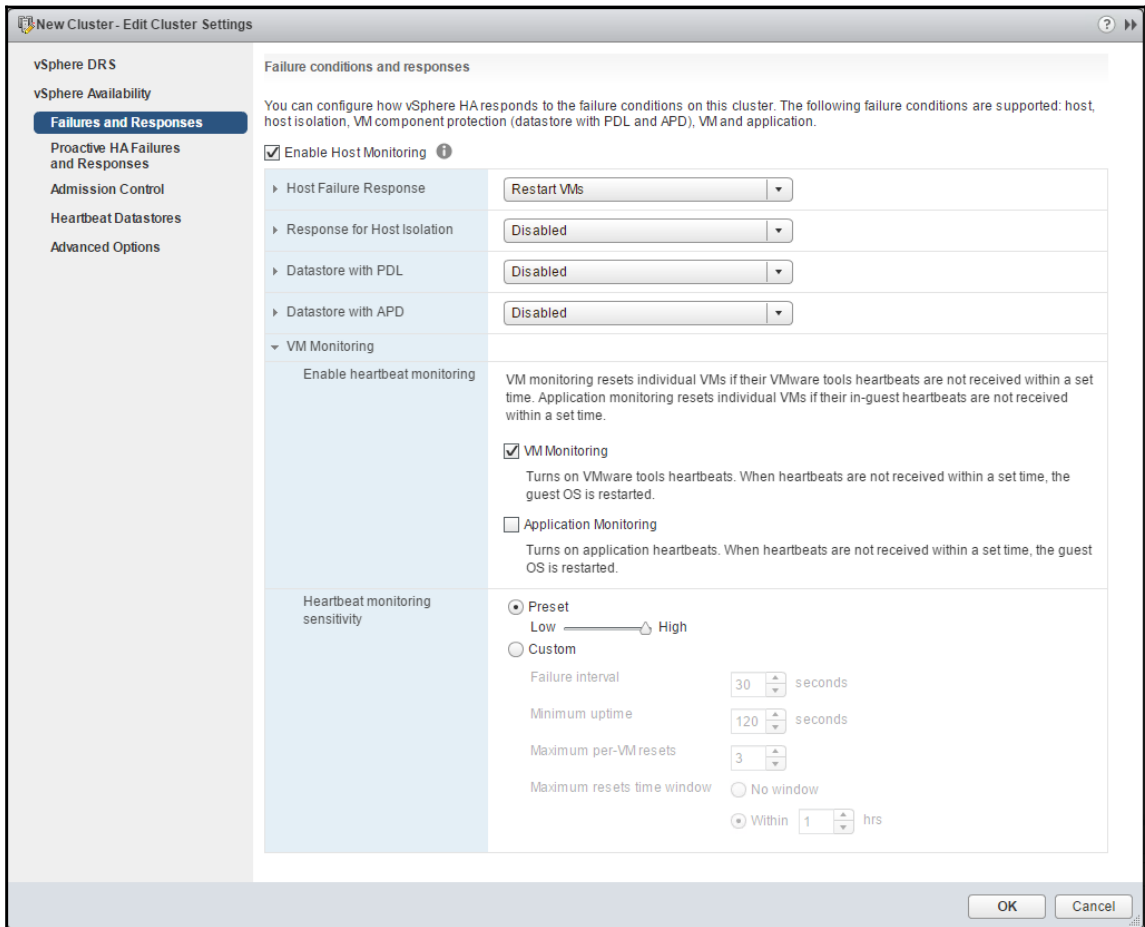 New Cluster - Edit Cluster Settings
vSphere DRS
vSphere Availability
Failures and Responses
Proactive HA Failures
and Responses
Admission Control
Heartbeat Datastores
Advanced Options
Failure conditions and responses
You can configure how vSphere HA responds to the failure conditions on this cluster. The following failure conditions are supported: host,
host isolation, VM component protection (datastore with PDL and APD), VM and application.
Enable Host Monitoring
Host Failure Response
Restart VMs
Response for Host Isolation
Disabled
Datastore with PDL
Disabled
Datastore with APD
Disabled
VM Monitoring
Enable heartbeat monitoring
VM monitoring resets individual VMs if their VMware tools heartbeats are not received within a set
time. Application monitoring resets individual VMs if their in-guest heartbeats are not received
within a set time.
VM Monitoring
Turns on VMware tools heartbeats. When heartbeats are not received within a set time, the
guest OS is restarted.
Application Monitoring
Turns on application heartbeats. When heartbeats are not received within a set time, the guest
OS is restarted.
Heartbeat monitoring
sensitivity
Preset
Low High
Custom
Failure interval 30 seconds
Minimum uptime 120 seconds
Maximum per-VM resets 3
Maximum resets time window No window
Within 1 hrs
OK Cancel